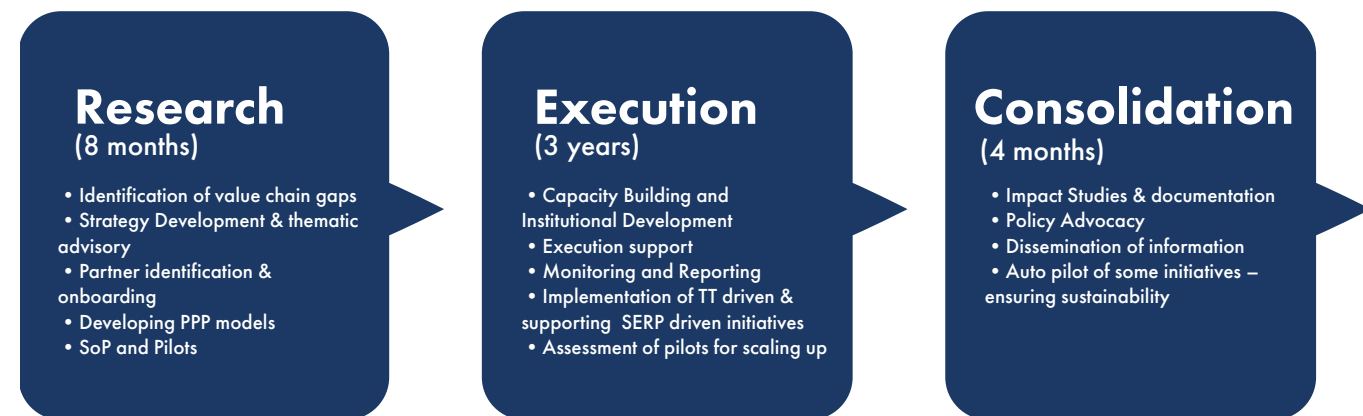 Research
(8 months)
• Identification of value chain gaps
• Strategy Development & thematic
advisory
• Partner identification &
onboarding
• Developing PPP models
• SoP and Pilots
Execution
(3 years)
• Capacity Building and
Institutional Development
• Execution support
• Monitoring and Reporting
• Implementation of TT driven &
supporting  SERP driven initiatives
• Assessment of pilots for scaling up
Consolidation
(4 months)
• Impact Studies & documentation
• Policy Advocacy
• Dissemination of information
• Auto pilot of some initiatives –
ensuring sustainability